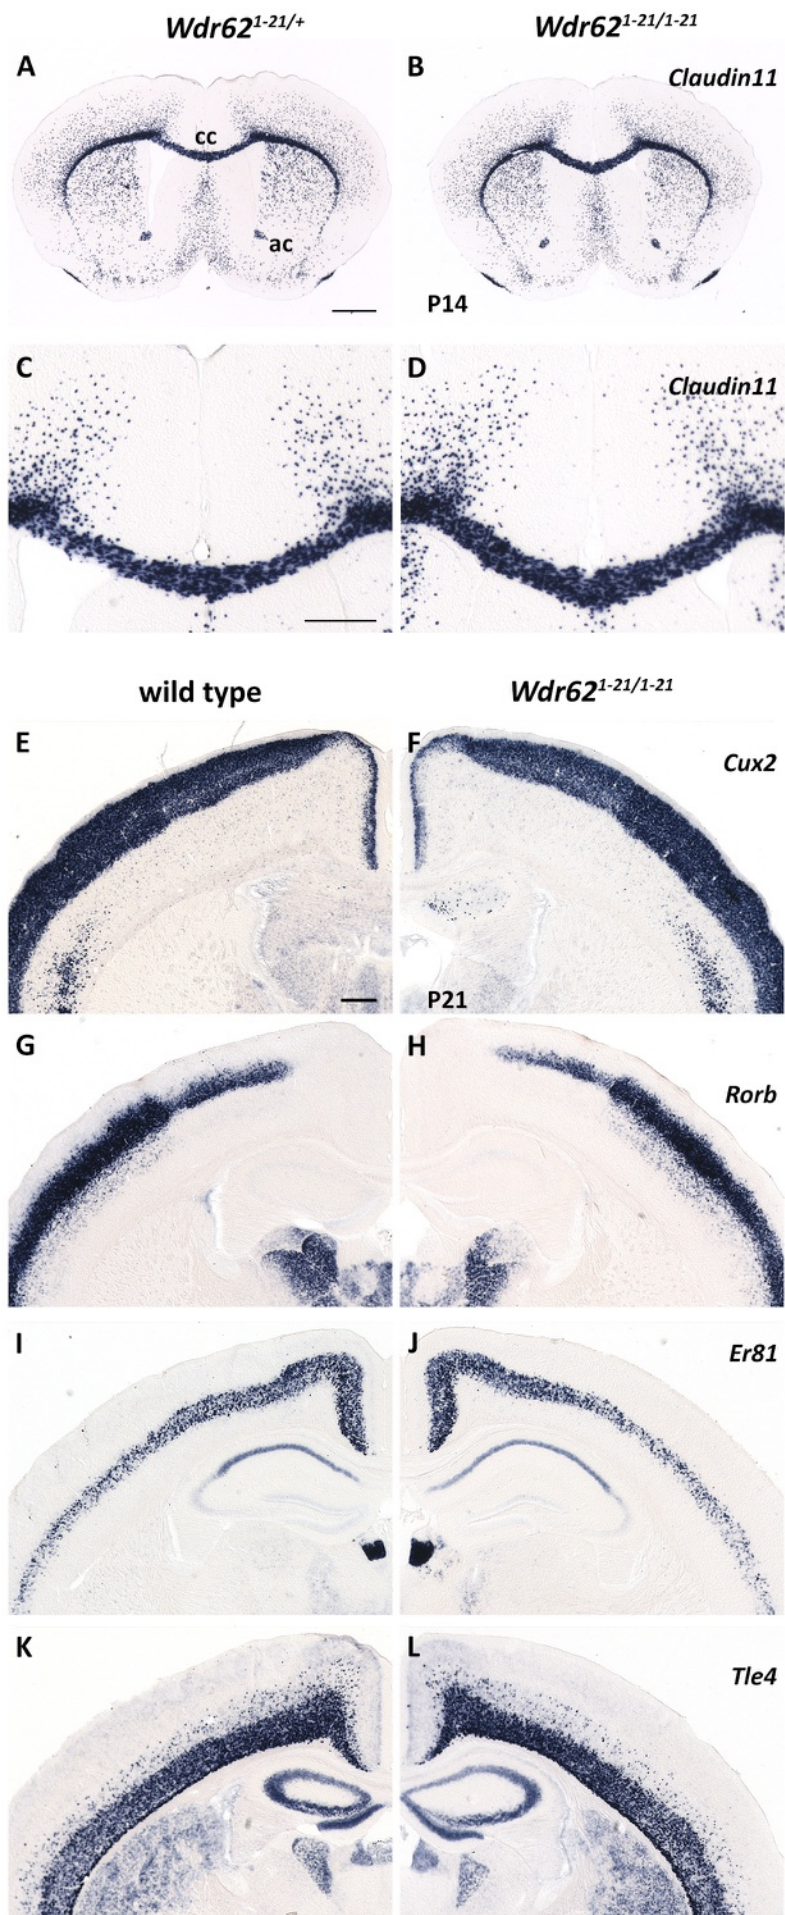 Wdr62^1-21/+ Wdr62^1-21/1-21
A B Claudin11
cc
ac
P14
C D Claudin11
wild type Wdr62^1-21/1-21
E F Cux2
P21
G H Rorb
I J Er81
K L Tle4